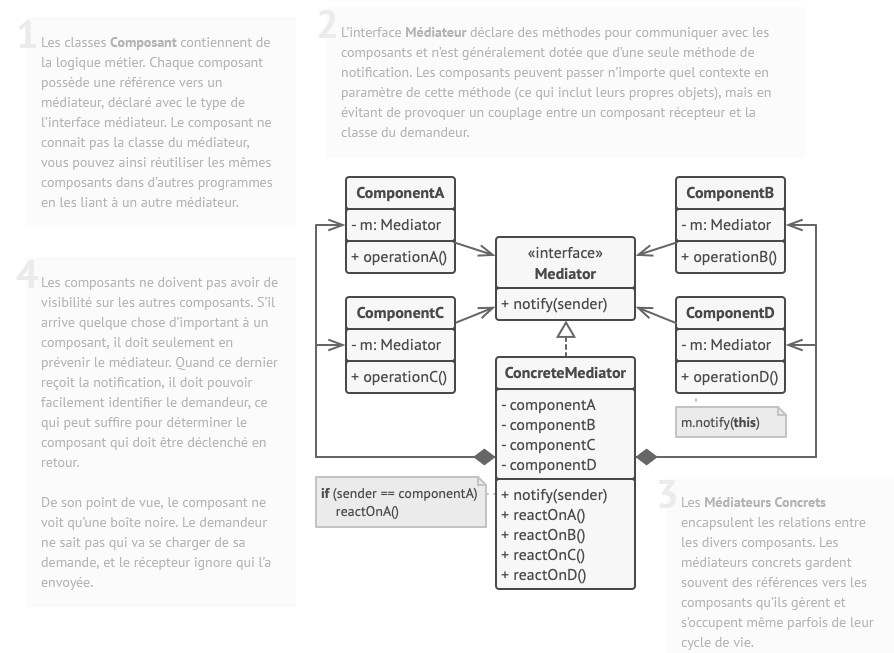 1
Les classes Composant contiennent de
la logique métier. Chaque composant
possède une référence vers un
médiateur, déclaré avec le type de
l’interface médiateur. Le composant ne
connait pas la classe du médiateur,
vous pouvez ainsi réutiliser les mêmes
composants dans d’autres programmes
en les liant à un autre médiateur.
2
L’interface Médiateur déclare des méthodes pour communiquer avec les
composants et n’est généralement dotée que d’une seule méthode de
notification. Les composants peuvent passer n’importe quel contexte en
paramètre de cette méthode (ce qui inclut leurs propres objets), mais en
évitant de provoquer un couplage entre un composant récepteur et la
classe du demandeur.
ComponentA
- m: Mediator
+ operationA()
ComponentB
- m: Mediator
+ operationB()
«interface»
Mediator
+ notify(sender)
ComponentC
- m: Mediator
+ operationC()
ComponentD
- m: Mediator
+ operationD()
m.notify(this)
ConcreteMediator
- componentA
- componentB
- componentC
- componentD
+ notify(sender)
+ reactOnA()
+ reactOnB()
+ reactOnC()
+ reactOnD()
if (sender == componentA)
reactOnA()
3
Les Médiateurs Concrets
encapsulent les relations entre
les divers composants. Les
médiateurs concrets gardent
souvent des références vers les
composants qu’ils gèrent et
s’occupent même parfois de leur
cycle de vie.
4
Les composants ne doivent pas avoir de
visibilité sur les autres composants. S’il
arrive quelque chose d’important à un
composant, il doit seulement en
prévenir le médiateur. Quand ce dernier
reçoit la notification, il doit pouvoir
facilement identifier le demandeur, ce
qui peut suffire pour déterminer le
composant qui doit être déclenché en
retour.
De son point de vue, le composant ne
voit qu’une boîte noire. Le demandeur
ne sait pas qui va se charger de sa
demande, et le récepteur ignore qui l’a
envoyée.